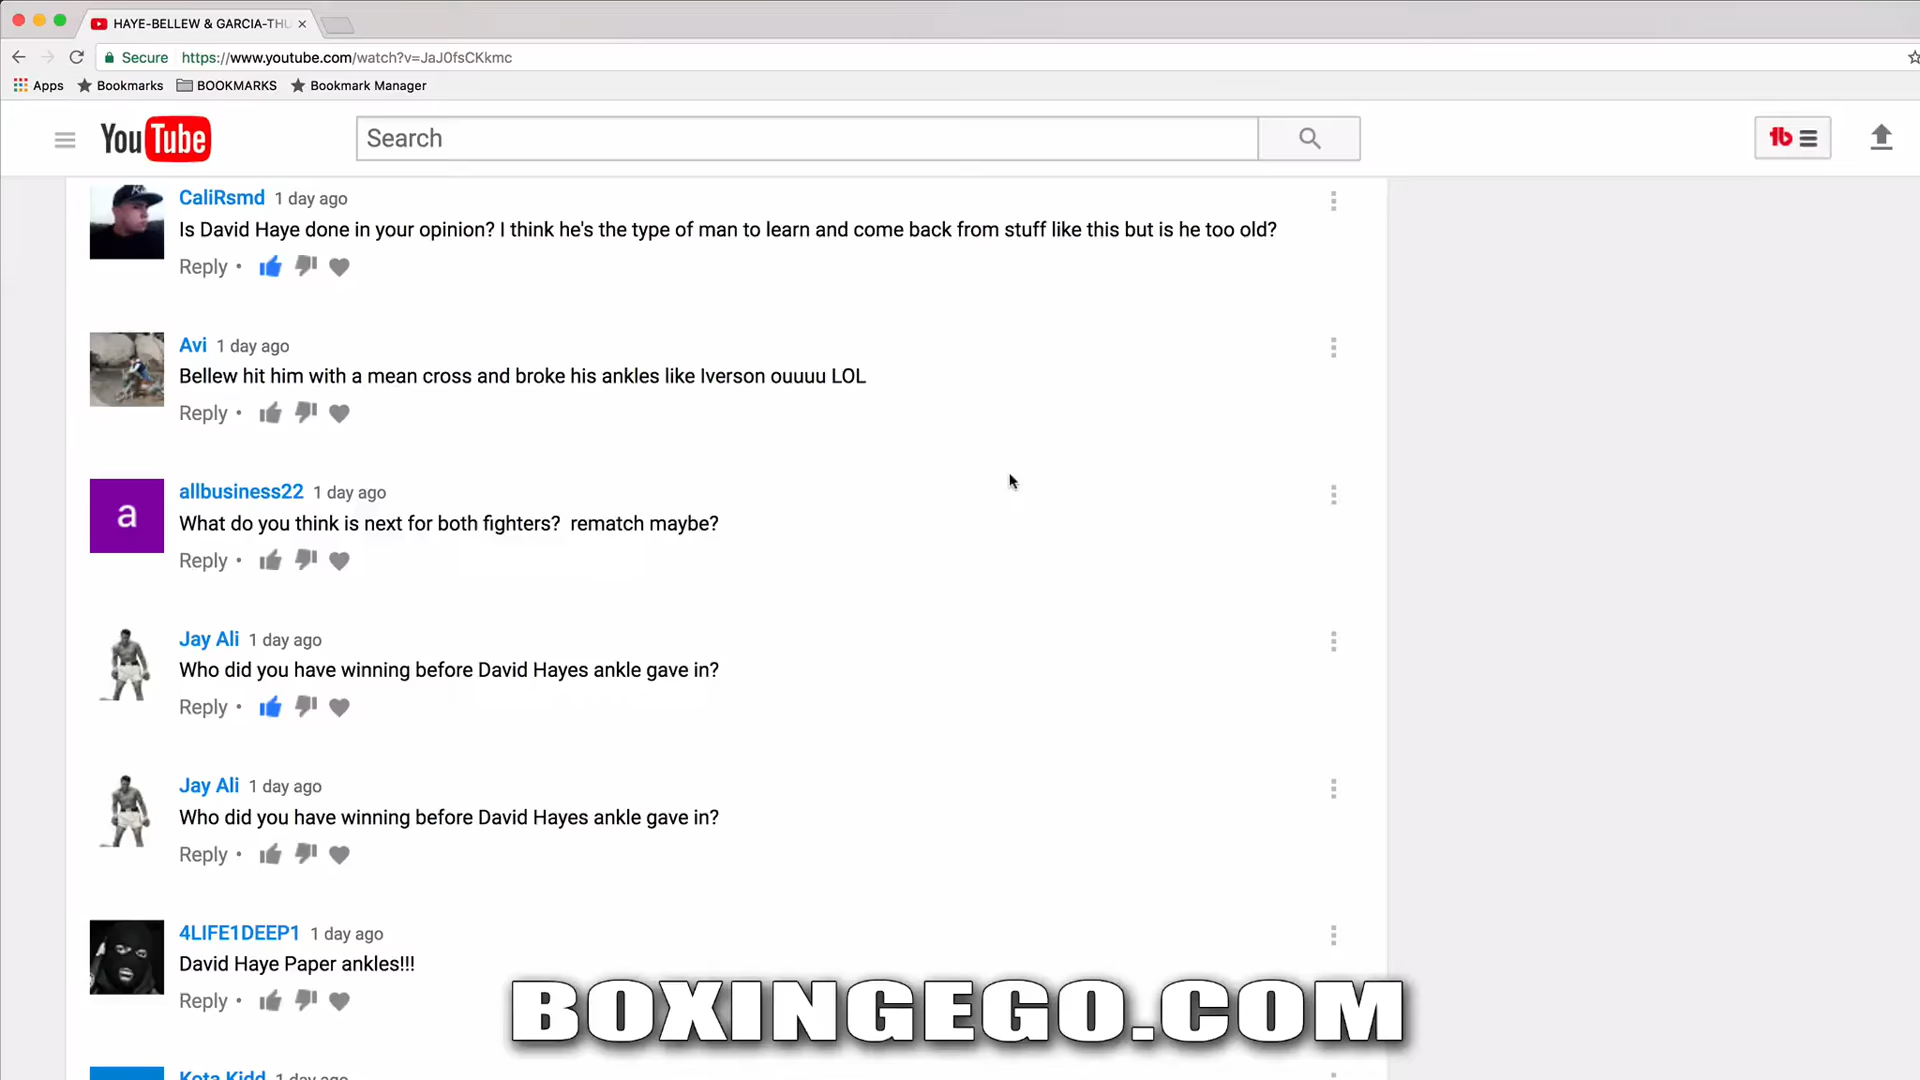 HAYE-BELLEW & GARCIA-THU
Secure https://www.youtube.com/watch?v=JaJ0fsCKkmc
Apps Bookmarks BOOKMARKS Bookmark Manager
YouTube Search tb
CaliRsmd 1 day ago
Is David Haye done in your opinion? I think he's the type of man to learn and come back from stuff like this but is he too old?
Reply •
Avi 1 day ago
Bellew hit him with a mean cross and broke his ankles like Iverson ouuuu LOL
Reply •
allbusiness22 1 day ago
What do you think is next for both fighters?  rematch maybe?
Reply •
a
Jay Ali 1 day ago
Who did you have winning before David Hayes ankle gave in?
Reply •
Jay Ali 1 day ago
Who did you have winning before David Hayes ankle gave in?
Reply •
4LIFE1DEEP1 1 day ago
David Haye Paper ankles!!!
Reply •
BOXINGEGO.COM
Kota Kidd 1 day ago